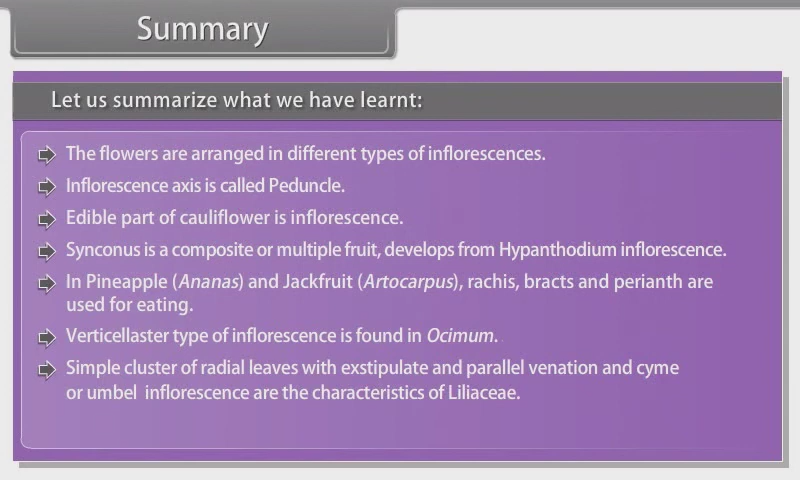 Summary
Let us summarize what we have learnt:
The flowers are arranged in different types of inflorescences.
Inflorescence axis is called Peduncle.
Edible part of cauliflower is inflorescence.
Synconus is a composite or multiple fruit, develops from Hypanthodium inflorescence.
In Pineapple (Ananas) and Jackfruit (Artocarpus), rachis, bracts and perianth are
used for eating.
Verticellaster type of inflorescence is found in Ocimum.
Simple cluster of radial leaves with exstipulate and parallel venation and cyme
or umbel inflorescence are the characteristics of Liliaceae.